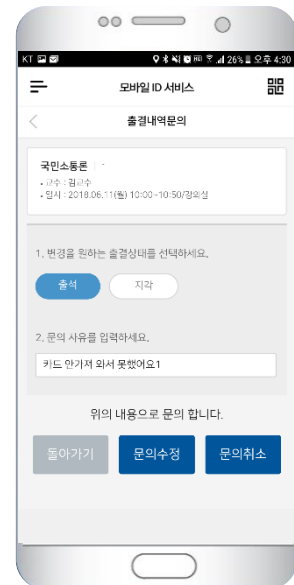 KT 26% 오후 4:30
모바일 ID 서비스
출결내역문의
국민소통론 -
• 교수 : 김교수
• 일시 : 2018.06.11(월) 10:00~10:50/강의실
1. 변경을 원하는 출결상태를 선택하세요.
출석 지각
2. 문의 사유를 입력하세요.
카드 안가져 와서 못했어요1
위의 내용으로 문의 합니다.
돌아가기 문의수정 문의취소